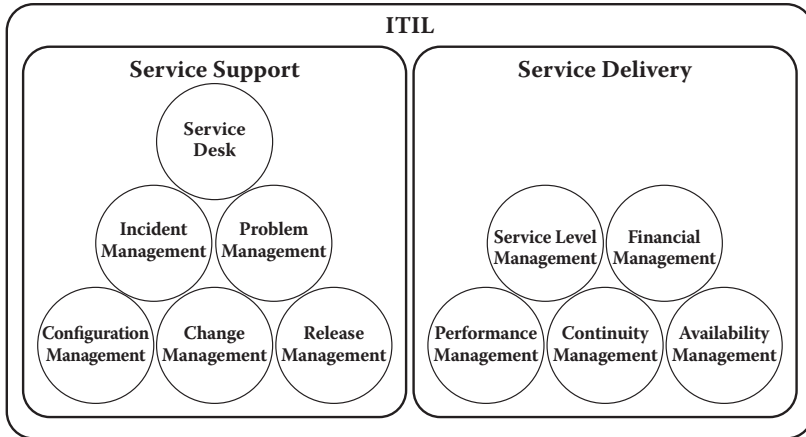 ITIL
Service Support
Service
Desk
Incident
Management
Problem
Management
Configuration
Management
Change
Management
Release
Management
Service Delivery
Service Level
Management
Financial
Management
Performance
Management
Continuity
Management
Availability
Management